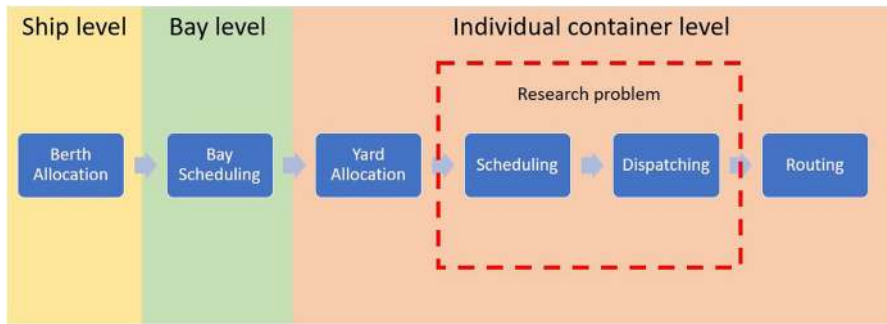 Ship level
Bay level
Individual container level
Research problem
Berth
Allocation
Bay
Scheduling
Yard
Allocation
Scheduling
Dispatching
Routing